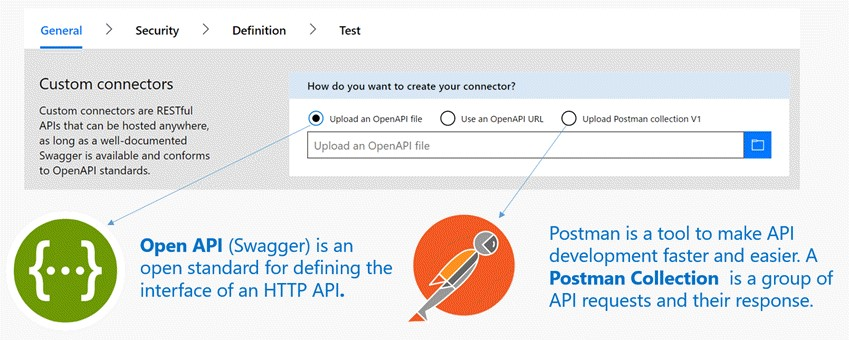 General > Security > Definition > Test
Custom connectors
Custom connectors are RESTful
APIs that can be hosted anywhere,
as long as a well-documented
Swagger is available and conforms
to OpenAPI standards.
How do you want to create your connector?
Upload an OpenAPI file Use an OpenAPI URL Upload Postman collection V1
Upload an OpenAPI file
{...}
Open API (Swagger) is an
open standard for defining the
interface of an HTTP API.
Postman is a tool to make API
development faster and easier. A
Postman Collection is a group of
API requests and their response.